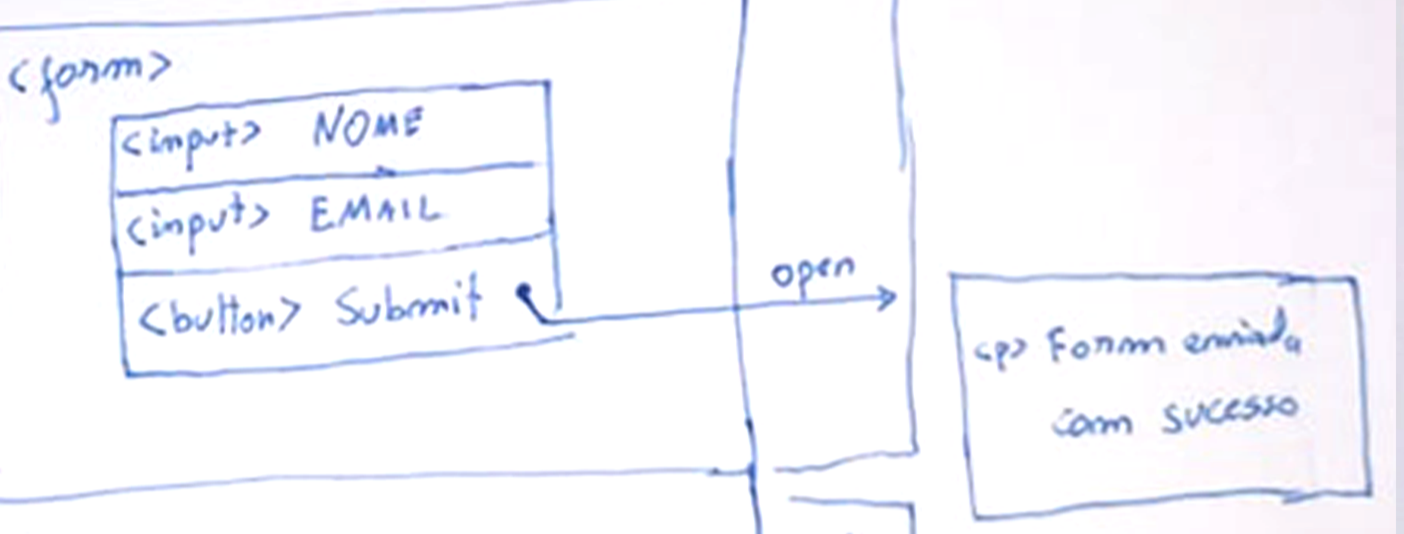 <form>
<input> NOME
<input> EMAIL
<button> Submit
open
<p> Form enviada
com sucesso